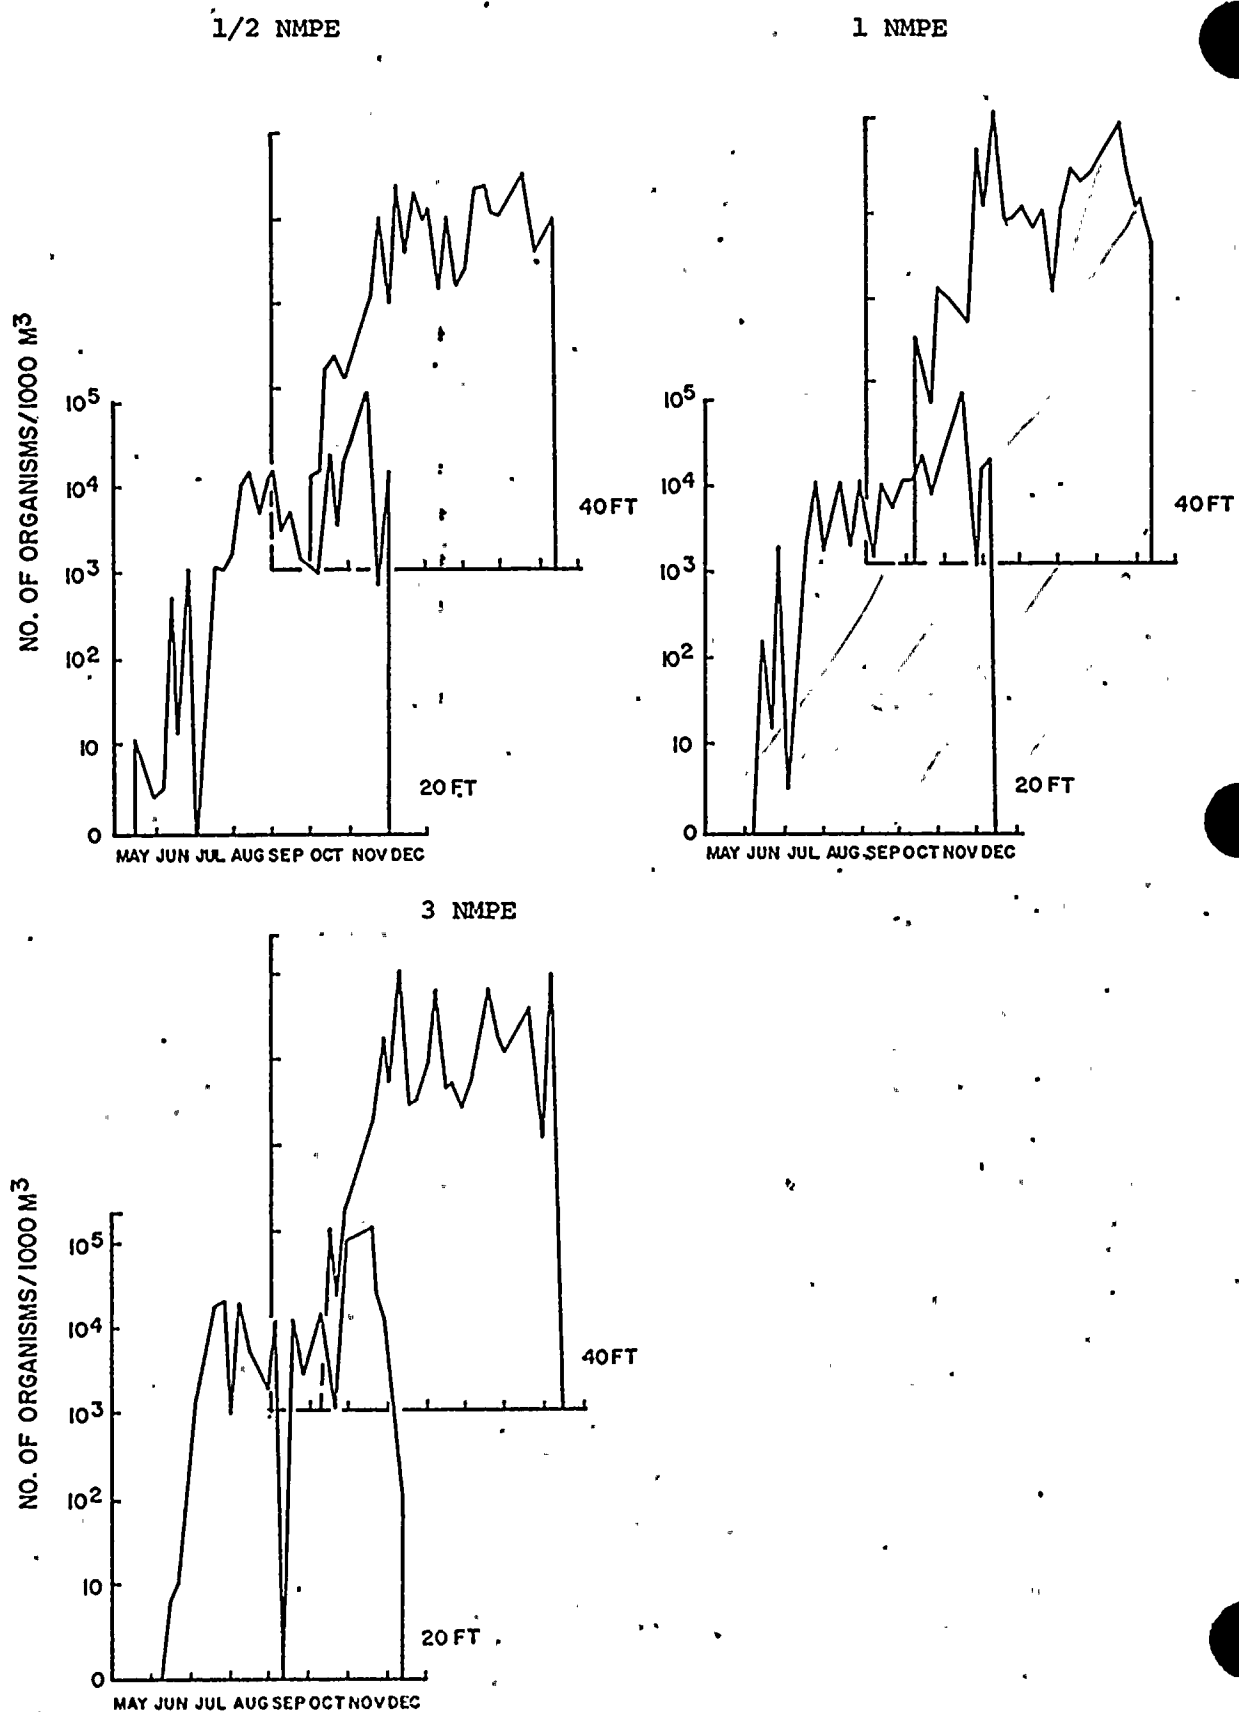 1/2 NMPE
1 NMPE
NO. OF ORGANISMS/1000 M³
10⁵
10⁴
10³
10²
10
0
40FT
20FT
MAY JUN JUL AUG SEP OCT NOV DEC
10⁵
10⁴
10³
10²
10
0
40FT
20FT
MAY JUN JUL AUG SEP OCT NOV DEC
3 NMPE
NO. OF ORGANISMS/1000 M³
10⁵
10⁴
10³
10²
10
0
40FT
20FT
MAY JUN JUL AUG SEP OCT NOV DEC